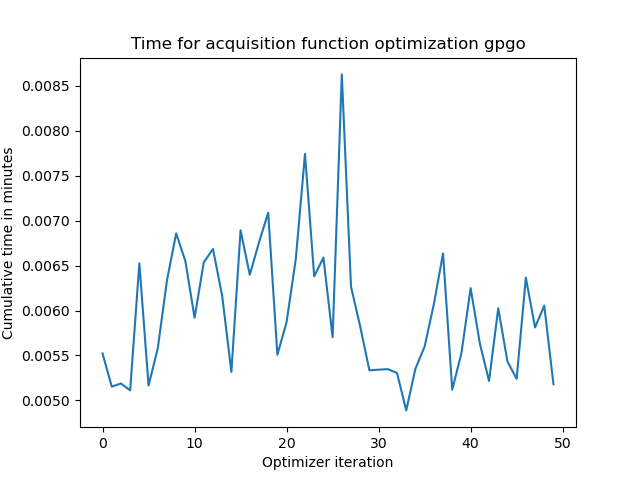 Time for acquisition function optimization gpgo
Cumulative time in minutes
0.0085
0.0080
0.0075
0.0070
0.0065
0.0060
0.0055
0.0050
0 10 20 30 40 50
Optimizer iteration